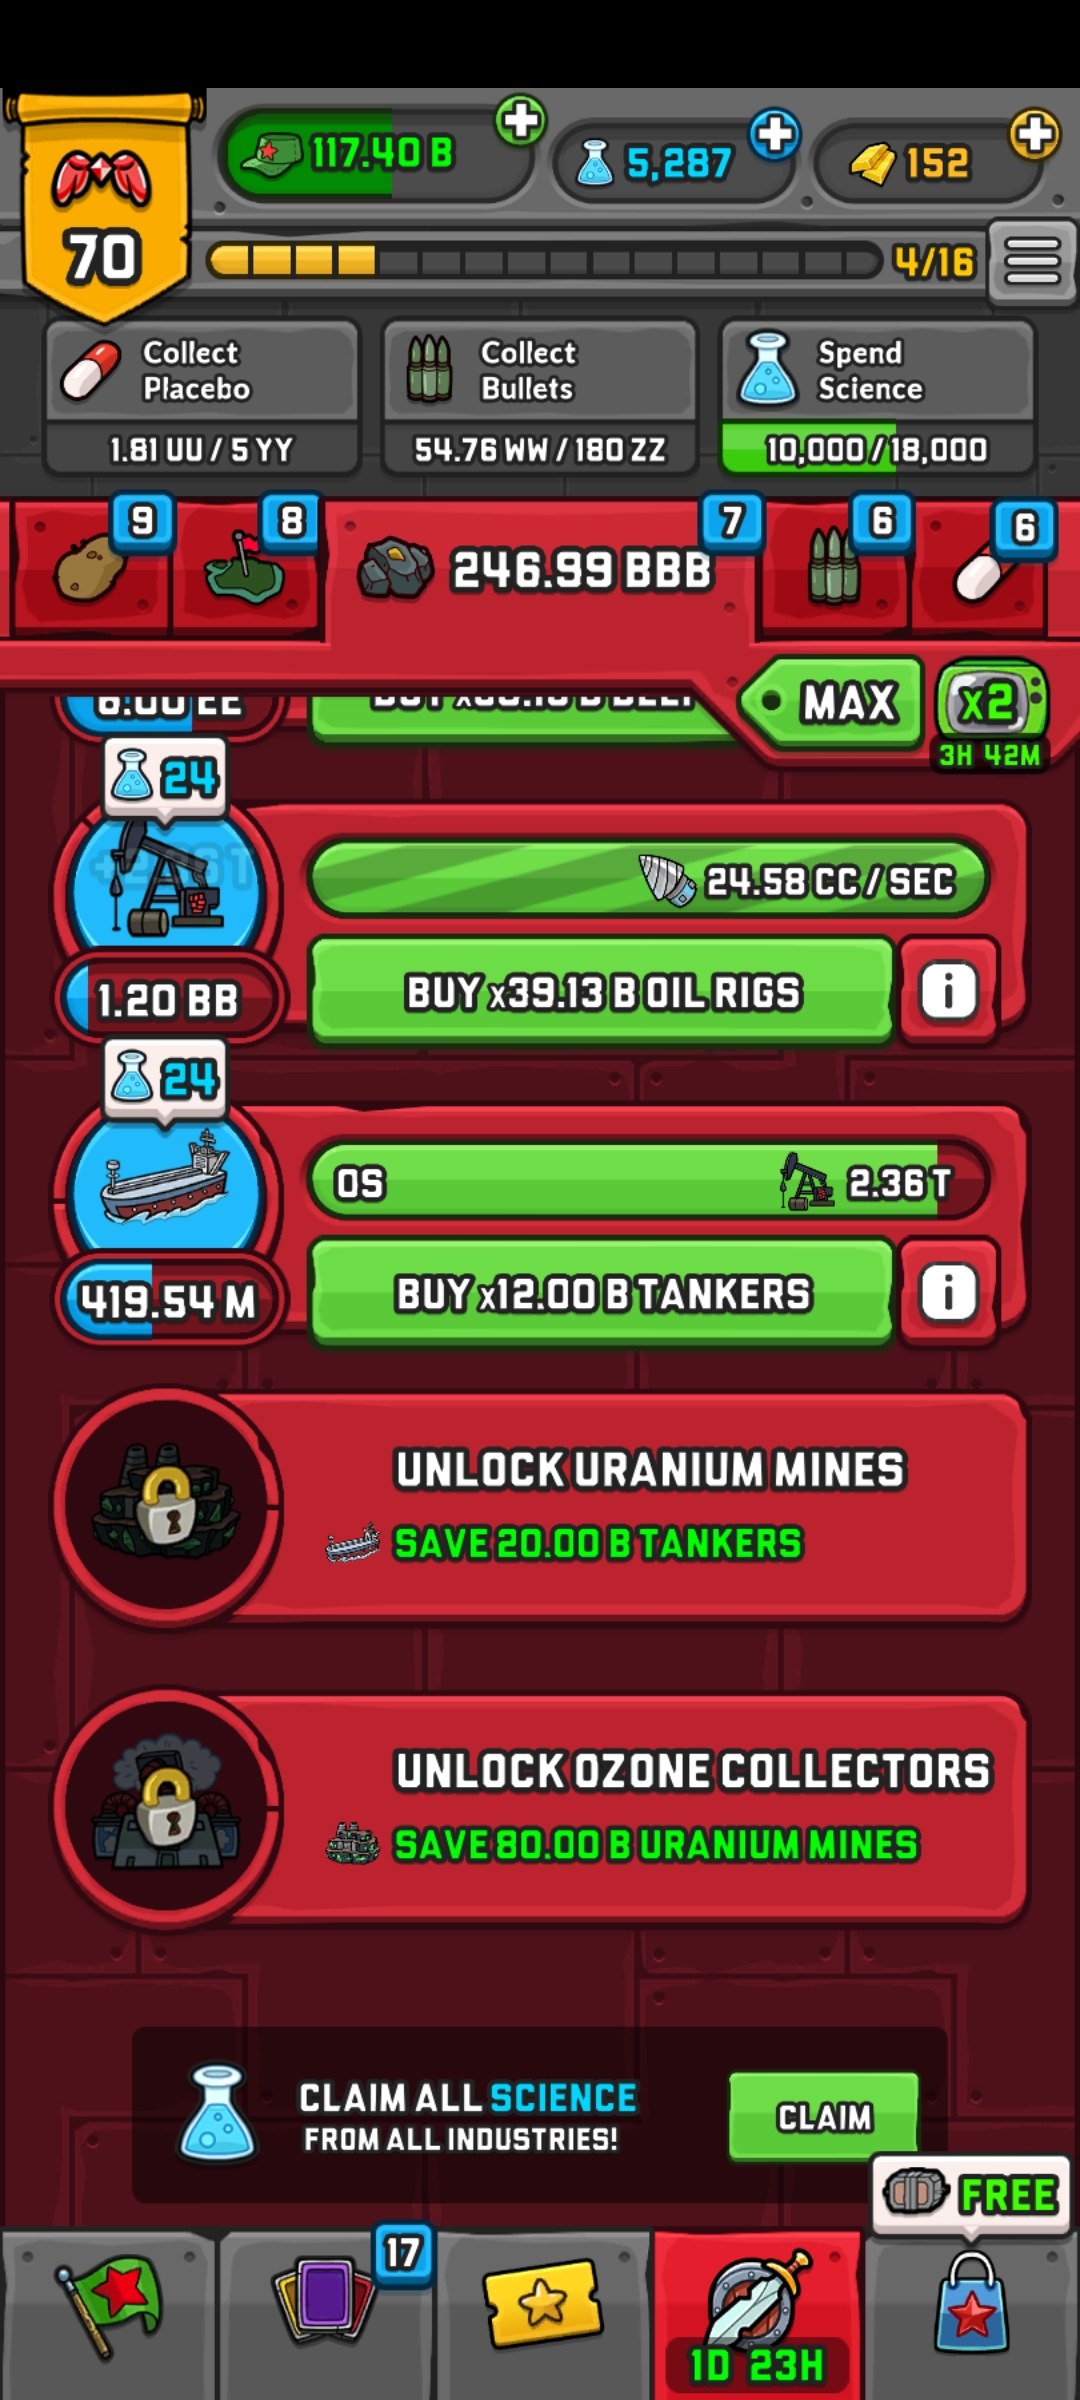 117.40 B
5,287
152
70
4/16
Collect
Placebo
1.81 UU / 5 YY
Collect
Bullets
54.76 WW / 180 ZZ
Spend
Science
10,000 / 18,000
9
8
246.99 BBB
7
6
6
MAX
x2
3H 42M
24
24.58 CC / SEC
1.20 BB
BUY x39.13 B OIL RIGS
i
24
0S
2.36 T
419.54 M
BUY x12.00 B TANKERS
i
UNLOCK URANIUM MINES
SAVE 20.00 B TANKERS
UNLOCK OZONE COLLECTORS
SAVE 80.00 B URANIUM MINES
CLAIM ALL SCIENCE
FROM ALL INDUSTRIES!
CLAIM
FREE
17
1D 23H